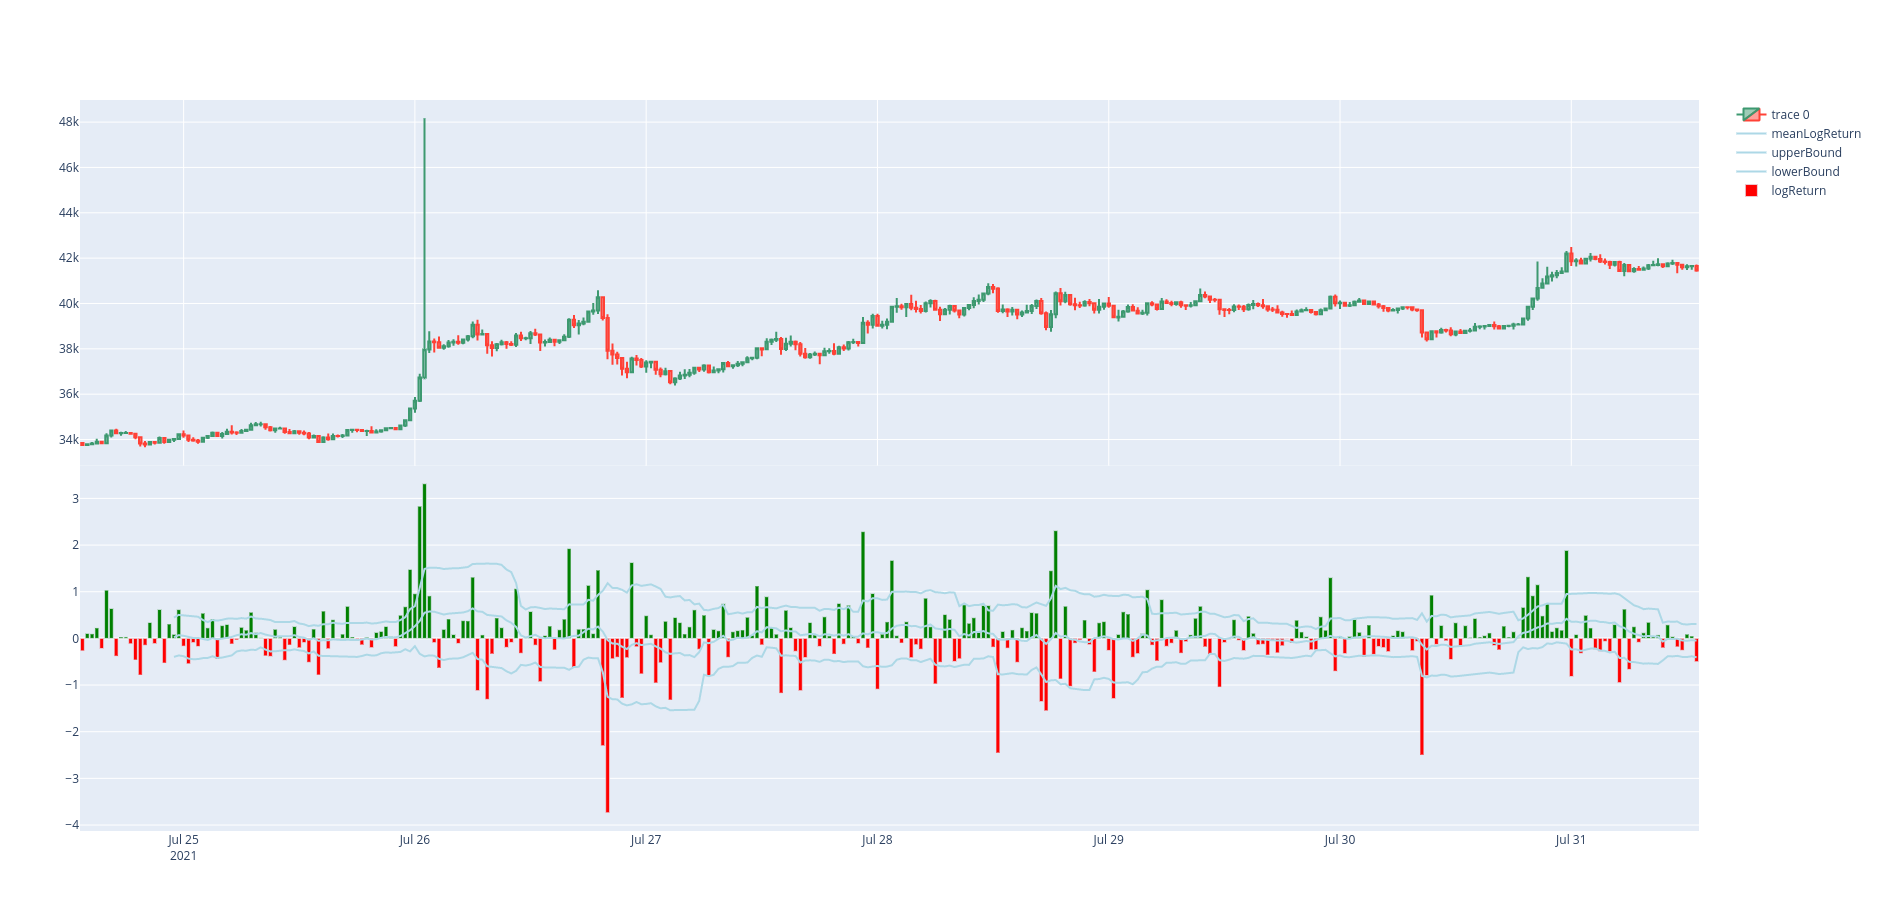 48k
46k
44k
42k
40k
38k
36k
34k
3
2
1
0
−1
−2
−3
−4
Jul 25
2021
Jul 26
Jul 27
Jul 28
Jul 29
Jul 30
Jul 31
trace 0
meanLogReturn
upperBound
lowerBound
logReturn